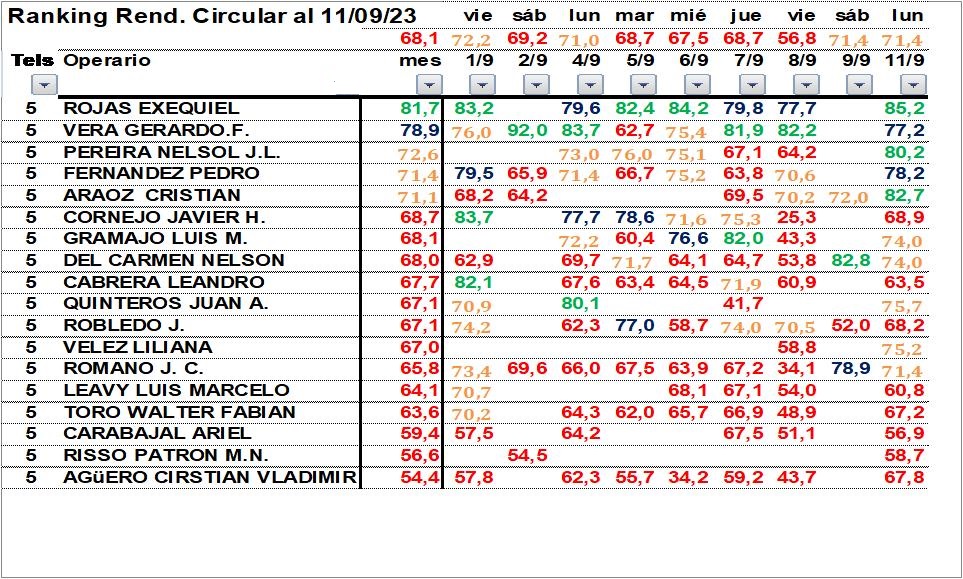 Ranking Rend. Circular al 11/09/23 vie sáb lun mar mié jue vie sáb lun
68,1 72,2 69,2 71,0 68,7 67,5 68,7 56,8 71,4 71,4
Tels Operario mes 1/9 2/9 4/9 5/9 6/9 7/9 8/9 9/9 11/9
5 ROJAS EXEQUIEL 81,7 83,2 79,6 82,4 84,2 79,8 77,7 85,2
5 VERA GERARDO.F. 78,9 76,0 92,0 83,7 62,7 75,4 81,9 82,2 77,2
5 PEREIRA NELSOL J.L. 72,6 73,0 76,0 75,1 67,1 64,2 80,2
5 FERNANDEZ PEDRO 71,4 79,5 65,9 71,4 66,7 75,2 63,8 70,6 78,2
5 ARAOZ CRISTIAN 71,1 68,2 64,2 69,5 70,2 72,0 82,7
5 CORNEJO JAVIER H. 68,7 83,7 77,7 78,6 71,6 75,3 25,3 68,9
5 GRAMAJO LUIS M. 68,1 72,2 60,4 76,6 82,0 43,3 74,0
5 DEL CARMEN NELSON 68,0 62,9 69,7 71,7 64,1 64,7 53,8 82,8 74,0
5 CABRERA LEANDRO 67,7 82,1 67,6 63,4 64,5 71,9 60,9 63,5
5 QUINTEROS JUAN A. 67,1 70,9 80,1 41,7 75,7
5 ROBLEDO J. 67,1 74,2 62,3 77,0 58,7 74,0 70,5 52,0 68,2
5 VELEZ LILIANA 67,0 58,8 75,2
5 ROMANO J. C. 65,8 73,4 69,6 66,0 67,5 63,9 67,2 34,1 78,9 71,4
5 LEAVY LUIS MARCELO 64,1 70,7 68,1 67,1 54,0 60,8
5 TORO WALTER FABIAN 63,6 70,2 64,3 62,0 65,7 66,9 48,9 67,2
5 CARABAJAL ARIEL 59,4 57,5 64,2 67,5 51,1 56,9
5 RISSO PATRON M.N. 56,6 54,5 58,7
5 AGüERO CIRSTIAN VLADIMIR 54,4 57,8 62,3 55,7 34,2 59,2 43,7 67,8